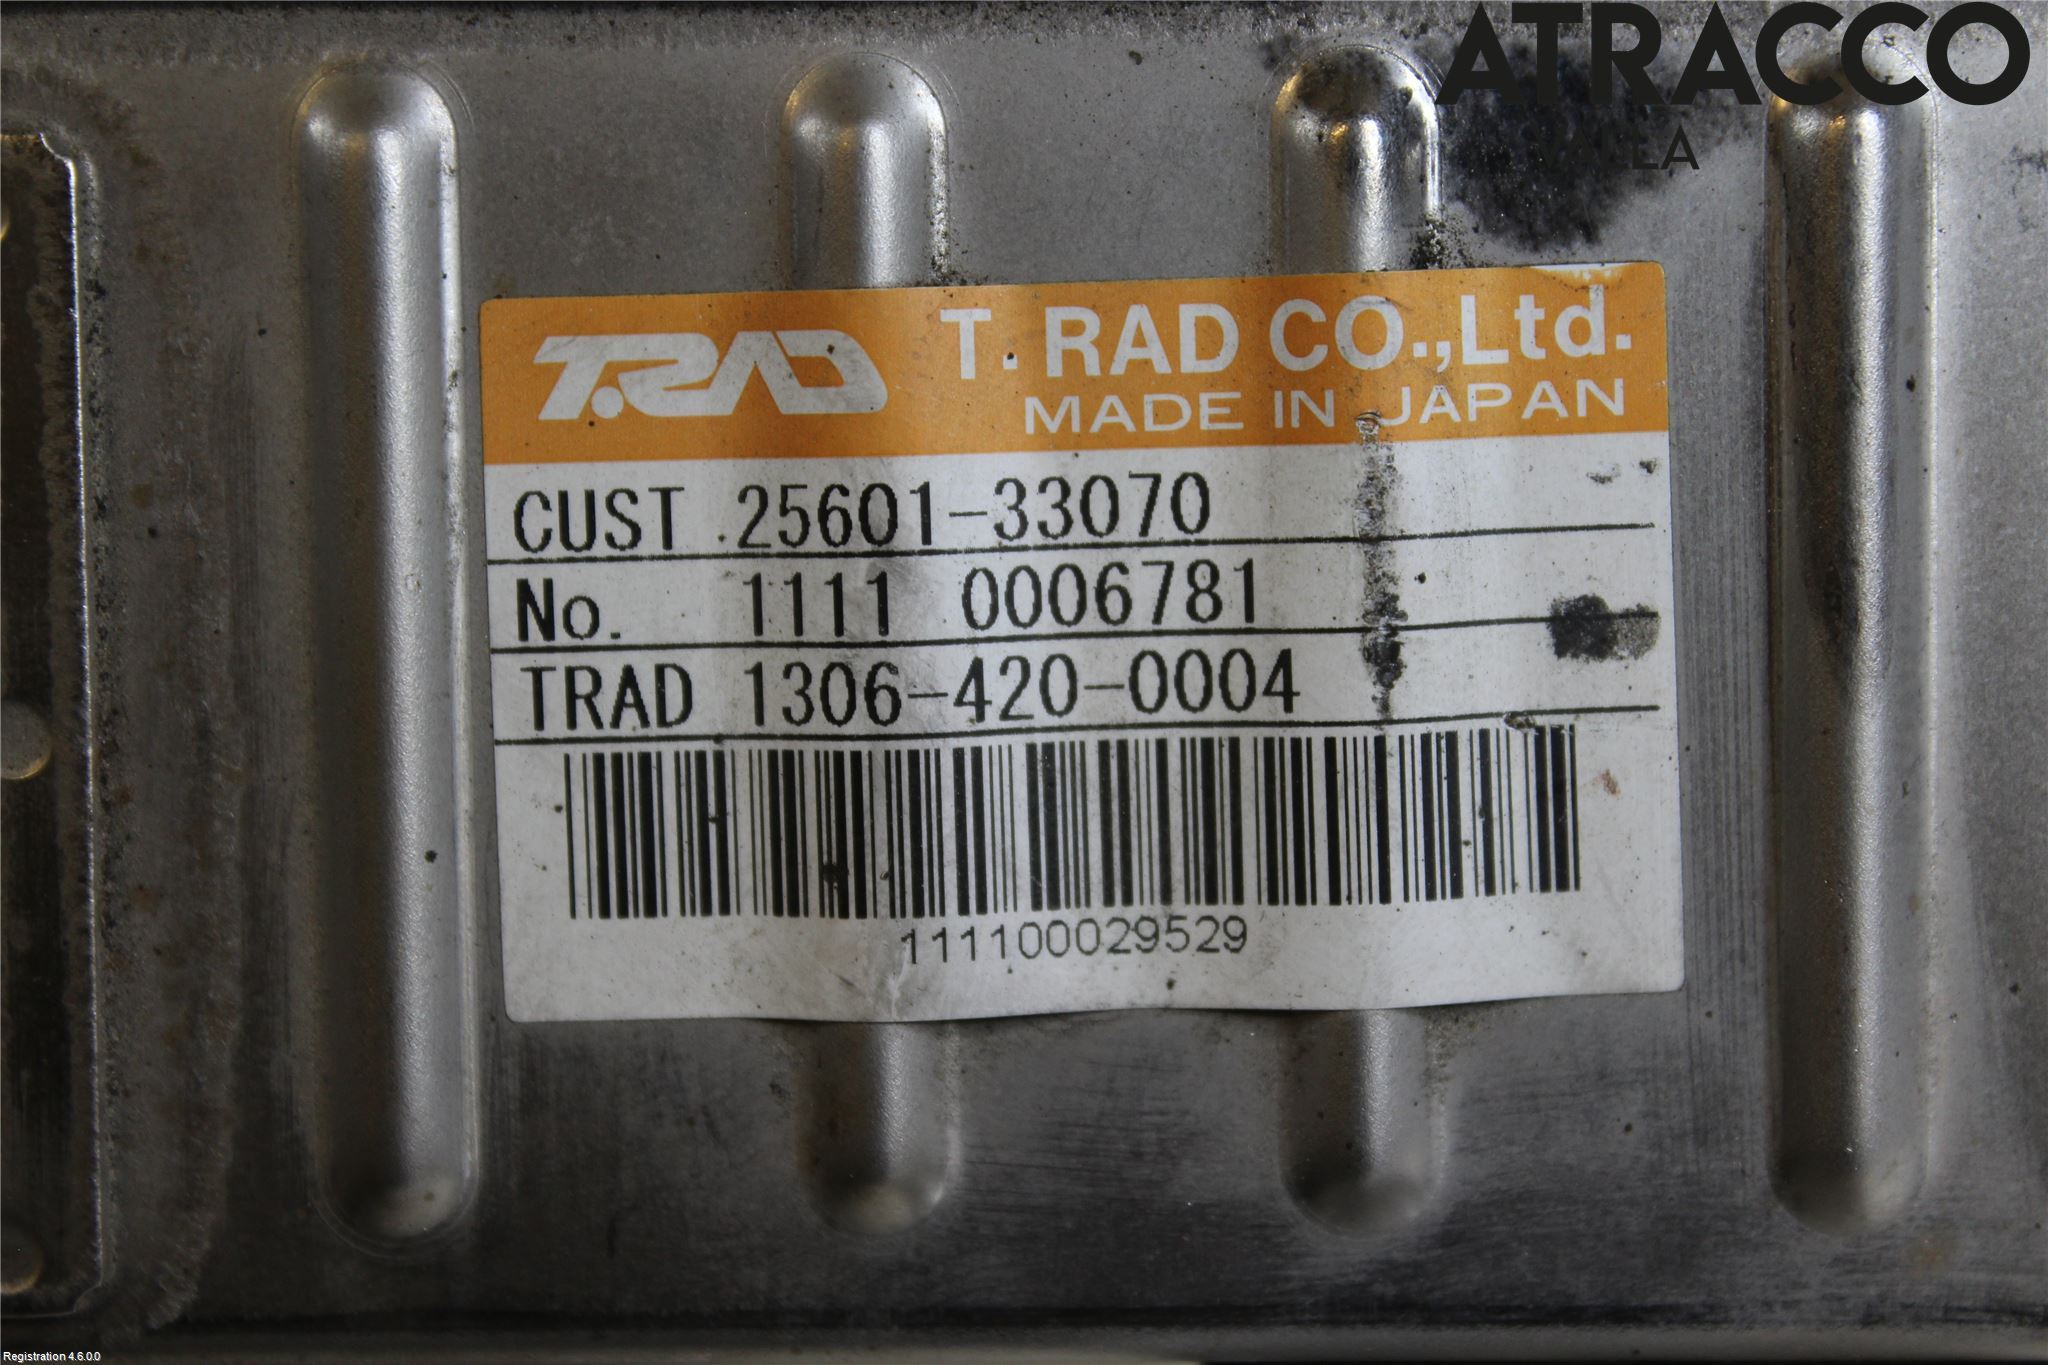 ATRACCO
TRAD T. RAD CO.,Ltd.
MADE IN JAPAN
CUST .25601-33070
No. 1111 0006781
TRAD 1306-420-0004
111100029529
Registration 4.6.0.0